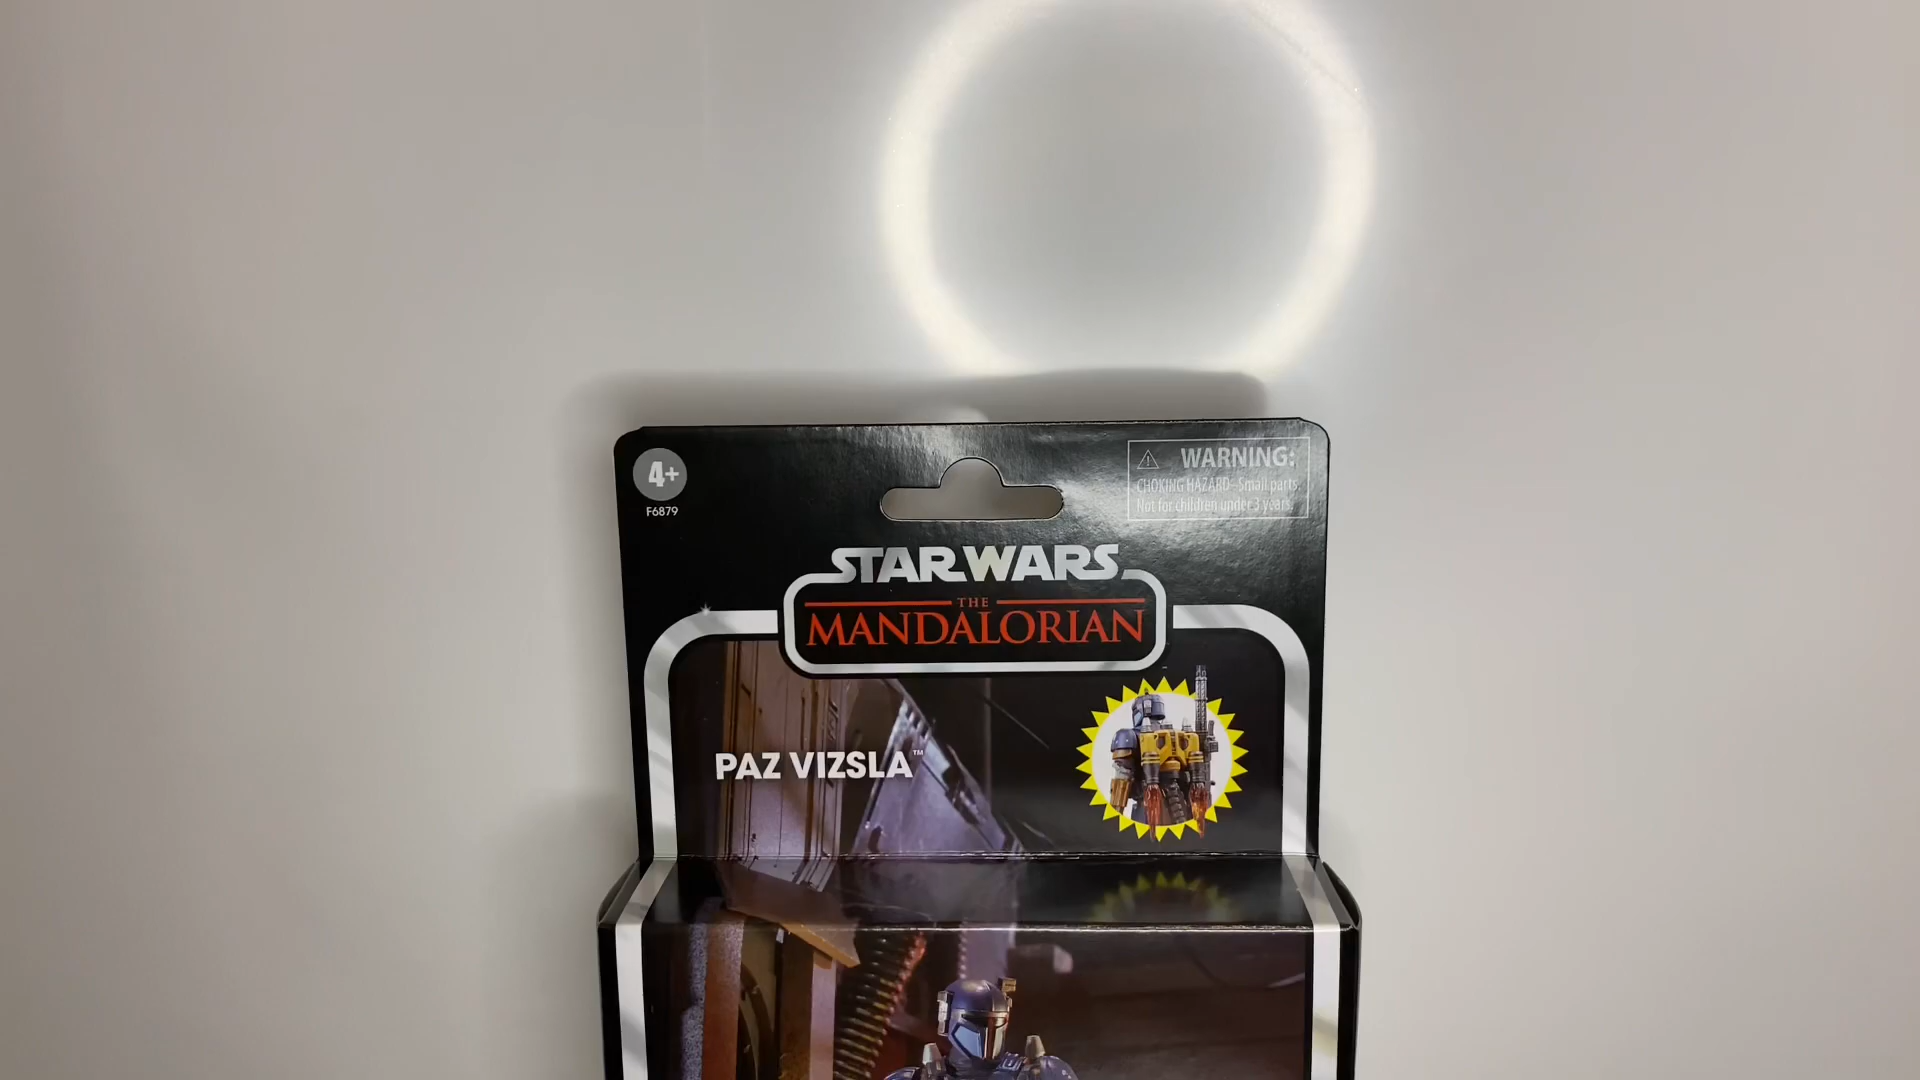 4+
F6879
WARNING:
CHOKING HAZARD-Small parts.
Not for children under 3 years.
STAR WARS
THE
MANDALORIAN
PAZ VIZSLA™